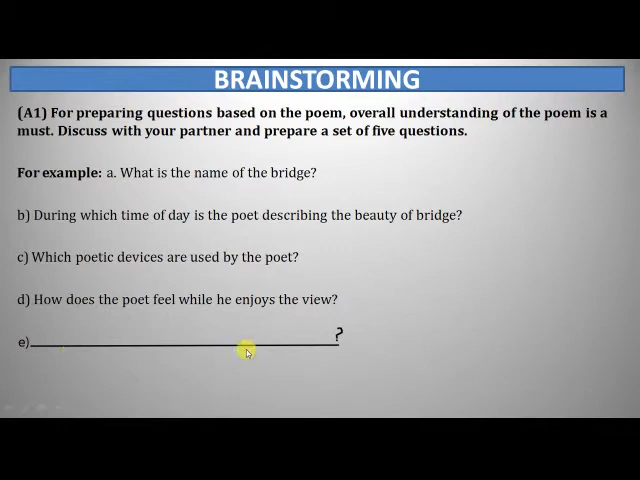 BRAINSTORMING
(A1) For preparing questions based on the poem, overall understanding of the poem is a
must. Discuss with your partner and prepare a set of five questions.
For example: a. What is the name of the bridge?
b) During which time of day is the poet describing the beauty of bridge?
c) Which poetic devices are used by the poet?
d) How does the poet feel while he enjoys the view?
e)______________________________?